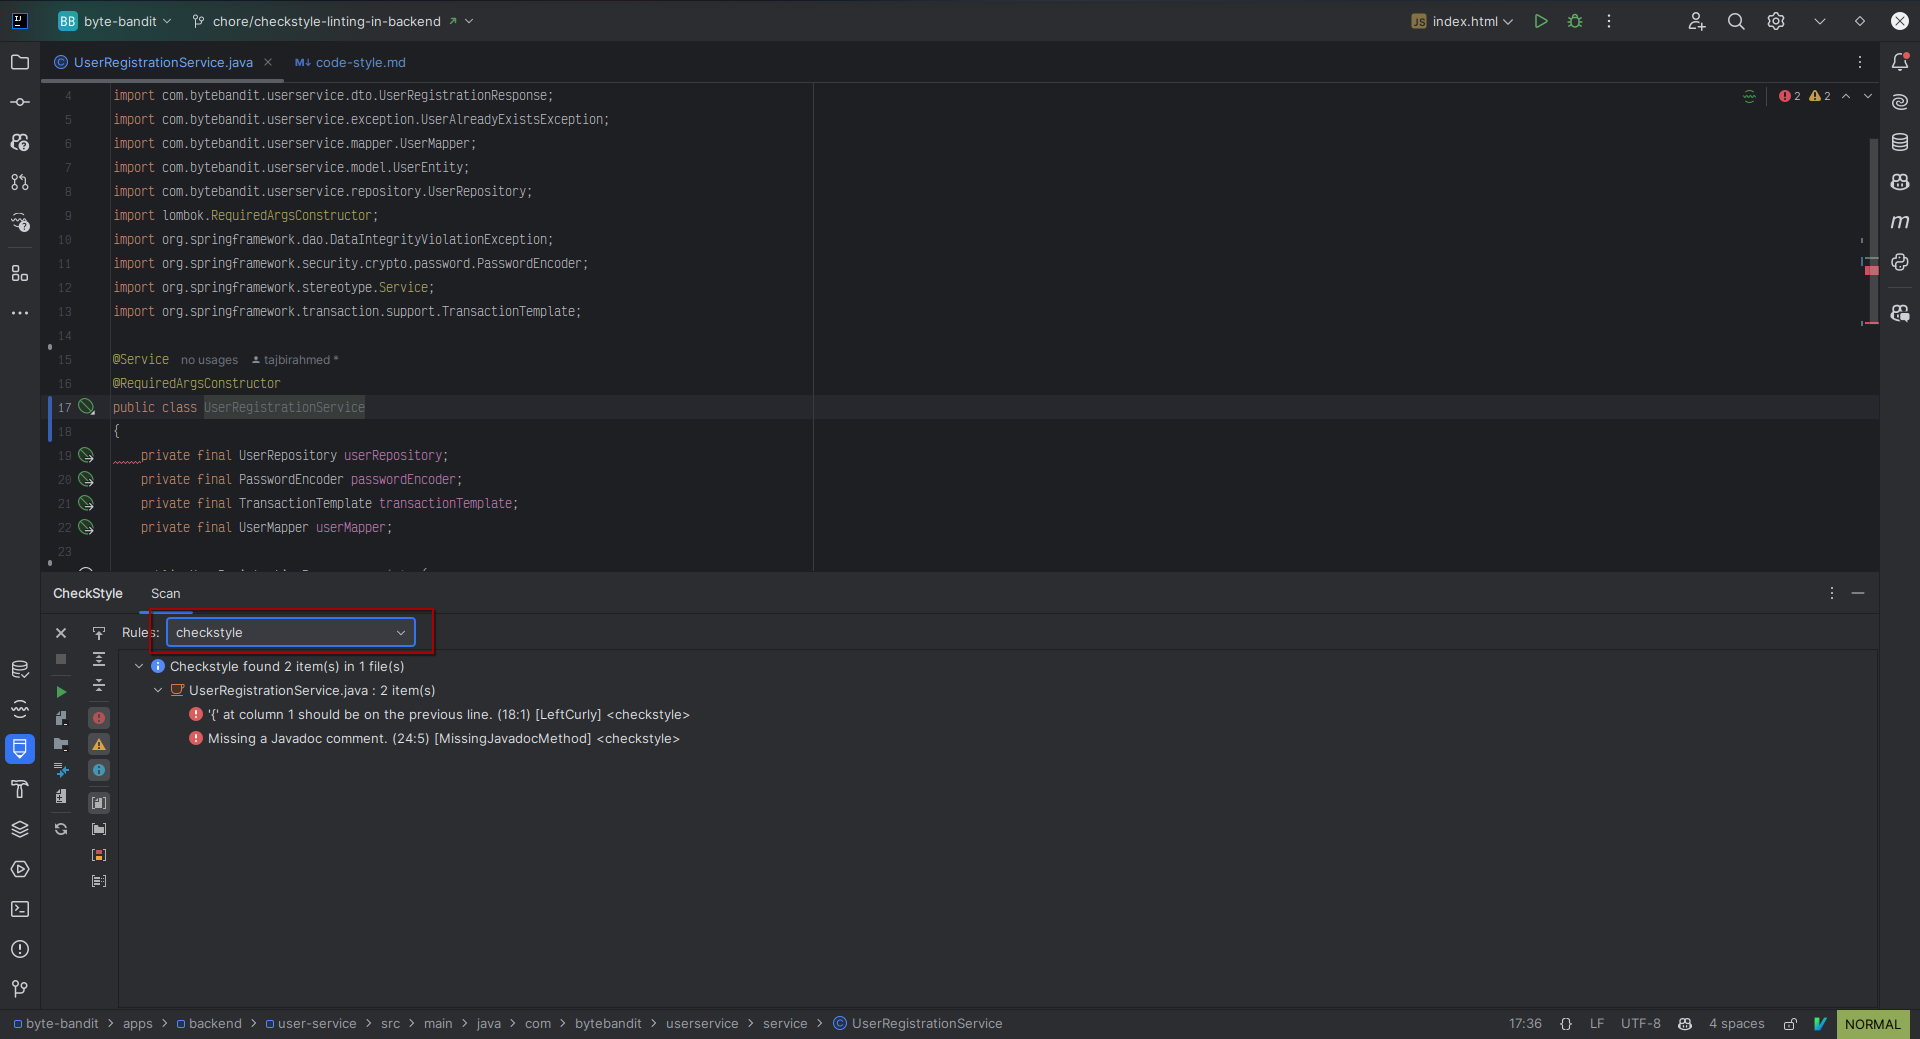 BB byte-bandit chore/checkstyle-linting-in-backend JS index.html
UserRegistrationService.java code-style.md
4 import com.bytebandit.userservice.dto.UserRegistrationResponse;
2 2
5 import com.bytebandit.userservice.exception.UserAlreadyExistsException;
6 import com.bytebandit.userservice.mapper.UserMapper;
7 import com.bytebandit.userservice.model.UserEntity;
8 import com.bytebandit.userservice.repository.UserRepository;
9 import lombok.RequiredArgsConstructor;
10 import org.springframework.dao.DataIntegrityViolationException;
11 import org.springframework.security.crypto.password.PasswordEncoder;
12 import org.springframework.stereotype.Service;
13 import org.springframework.transaction.support.TransactionTemplate;
14
15 @Service no usages tajbirahmed *
16 @RequiredArgsConstructor
17 public class UserRegistrationService
18 {
19 private final UserRepository userRepository;
20 private final PasswordEncoder passwordEncoder;
21 private final TransactionTemplate transactionTemplate;
22 private final UserMapper userMapper;
23
CheckStyle Scan
Rules: checkstyle
Checkstyle found 2 item(s) in 1 file(s)
UserRegistrationService.java : 2 item(s)
'{' at column 1 should be on the previous line. (18:1) [LeftCurly] <checkstyle>
Missing a Javadoc comment. (24:5) [MissingJavadocMethod] <checkstyle>
byte-bandit > apps > backend > user-service > src > main > java > com > bytebandit > userservice > service > UserRegistrationService 17:36 {} LF UTF-8 4 spaces NORMAL